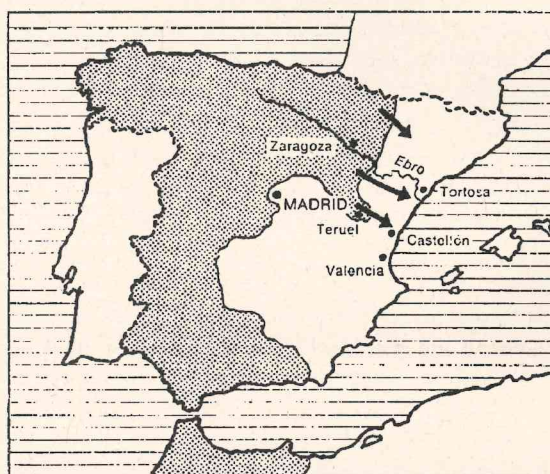 Zaragoza
Ebro
Tortosa
MADRID
Teruel
Castellón
Valencia